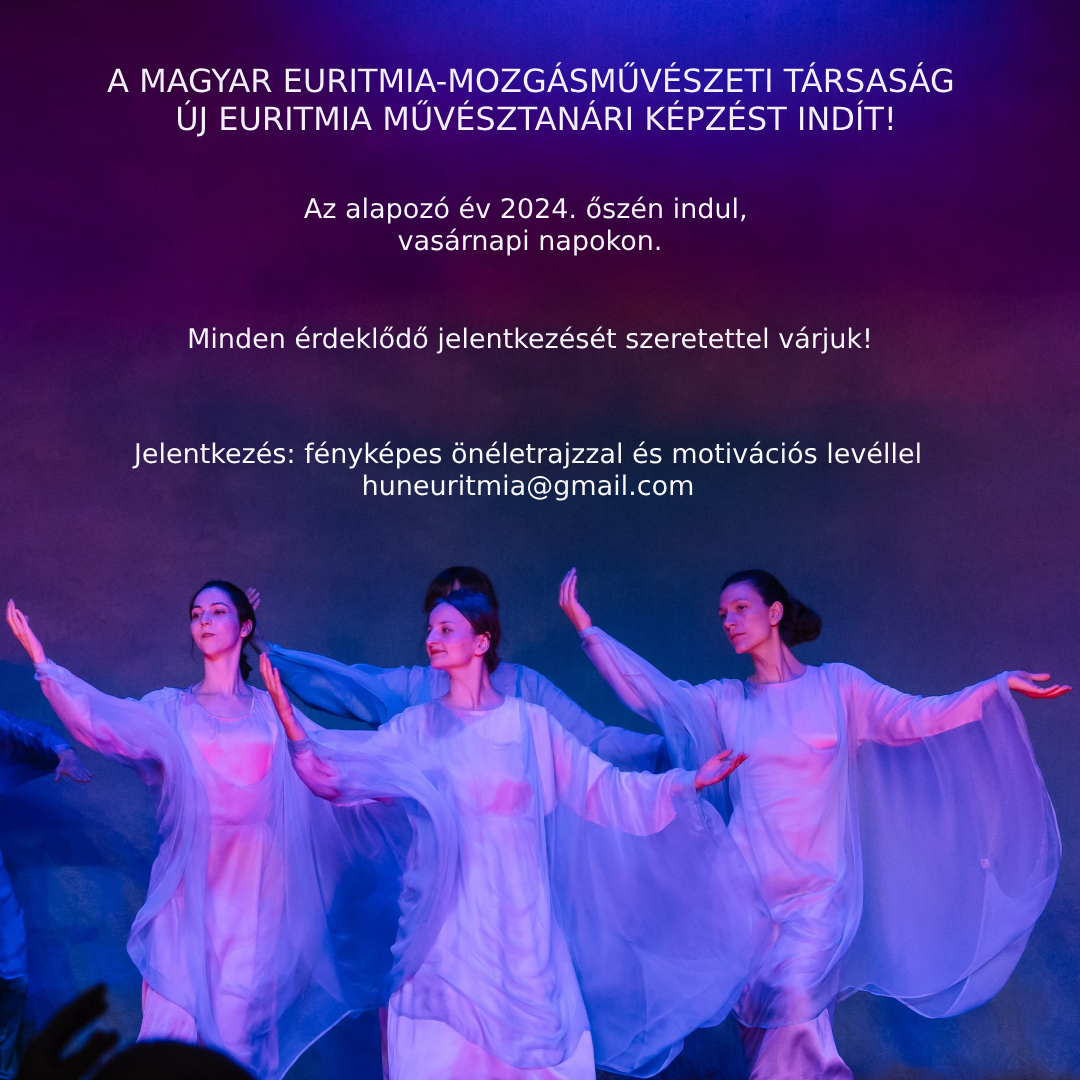 A MAGYAR EURITMIA-MOZGÁSMŰVÉSZETI TÁRSASÁG
ÚJ EURITMIA MŰVÉSZTANÁRI KÉPZÉST INDÍT!
Az alapozó év 2024. őszén indul,
vasárnapi napokon.
Minden érdeklődő jelentkezését szeretettel várjuk!
Jelentkezés: fényképes önéletrajzzal és motivációs levéllel
huneuritmia@gmail.com